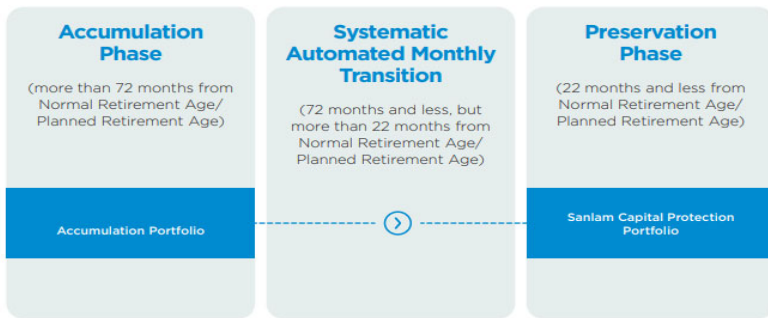 Accumulation
Phase
(more than 72 months from
Normal Retirement Age/
Planned Retirement Age)
Accumulation Portfolio
Systematic
Automated Monthly
Transition
(72 months and less, but
more than 22 months from
Normal Retirement Age/
Planned Retirement Age)
Preservation
Phase
(22 months and less from
Normal Retirement Age/
Planned Retirement Age)
Sanlam Capital Protection
Portfolio